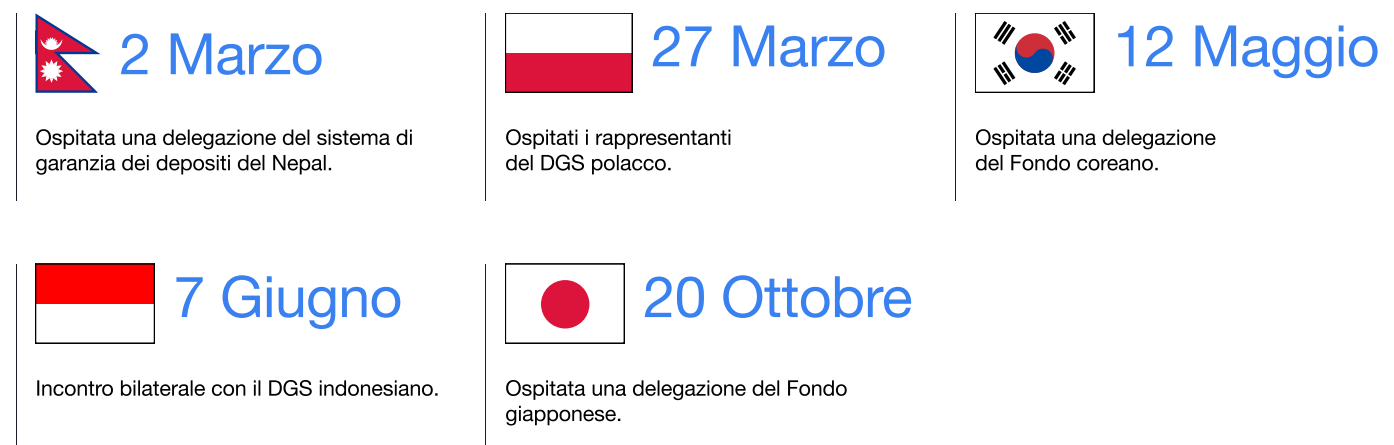 2 Marzo
Ospitata una delegazione del sistema di
garanzia dei depositi del Nepal.
27 Marzo
Ospitati i rappresentanti
del DGS polacco.
12 Maggio
Ospitata una delegazione
del Fondo coreano.
7 Giugno
Incontro bilaterale con il DGS indonesiano.
20 Ottobre
Ospitata una delegazione del Fondo
giapponese.